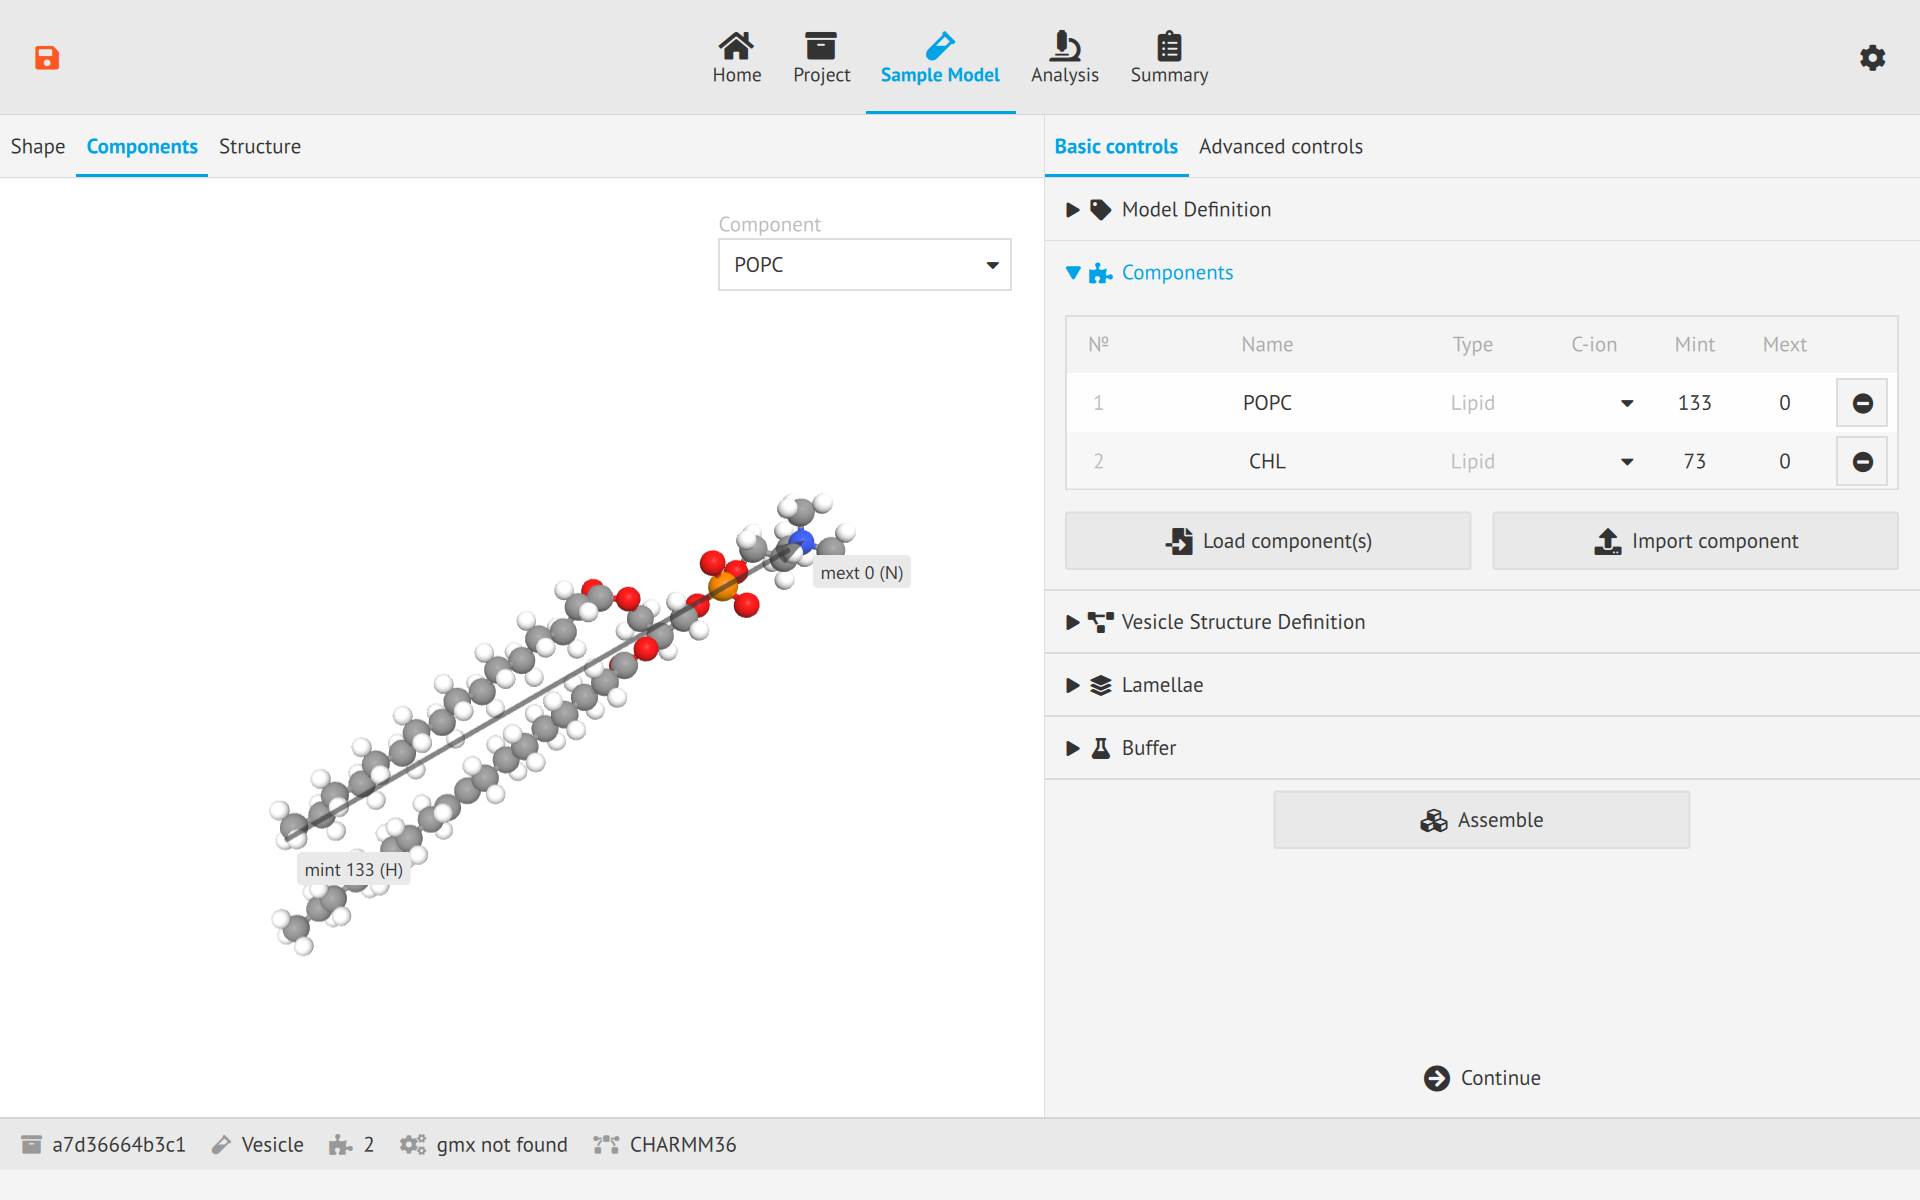 Home Project Sample Model Analysis Summary
Shape Components Structure
Basic controls Advanced controls
Component
POPC
mext 0 (N)
mint 133 (H)
Model Definition
Components
Nº Name Type C-ion Mint Mext
1 POPC Lipid 133 0
2 CHL Lipid 73 0
Load component(s) Import component
Vesicle Structure Definition
Lamellae
Buffer
Assemble
Continue
a7d36664b3c1 Vesicle 2 gmx not found CHARMM36